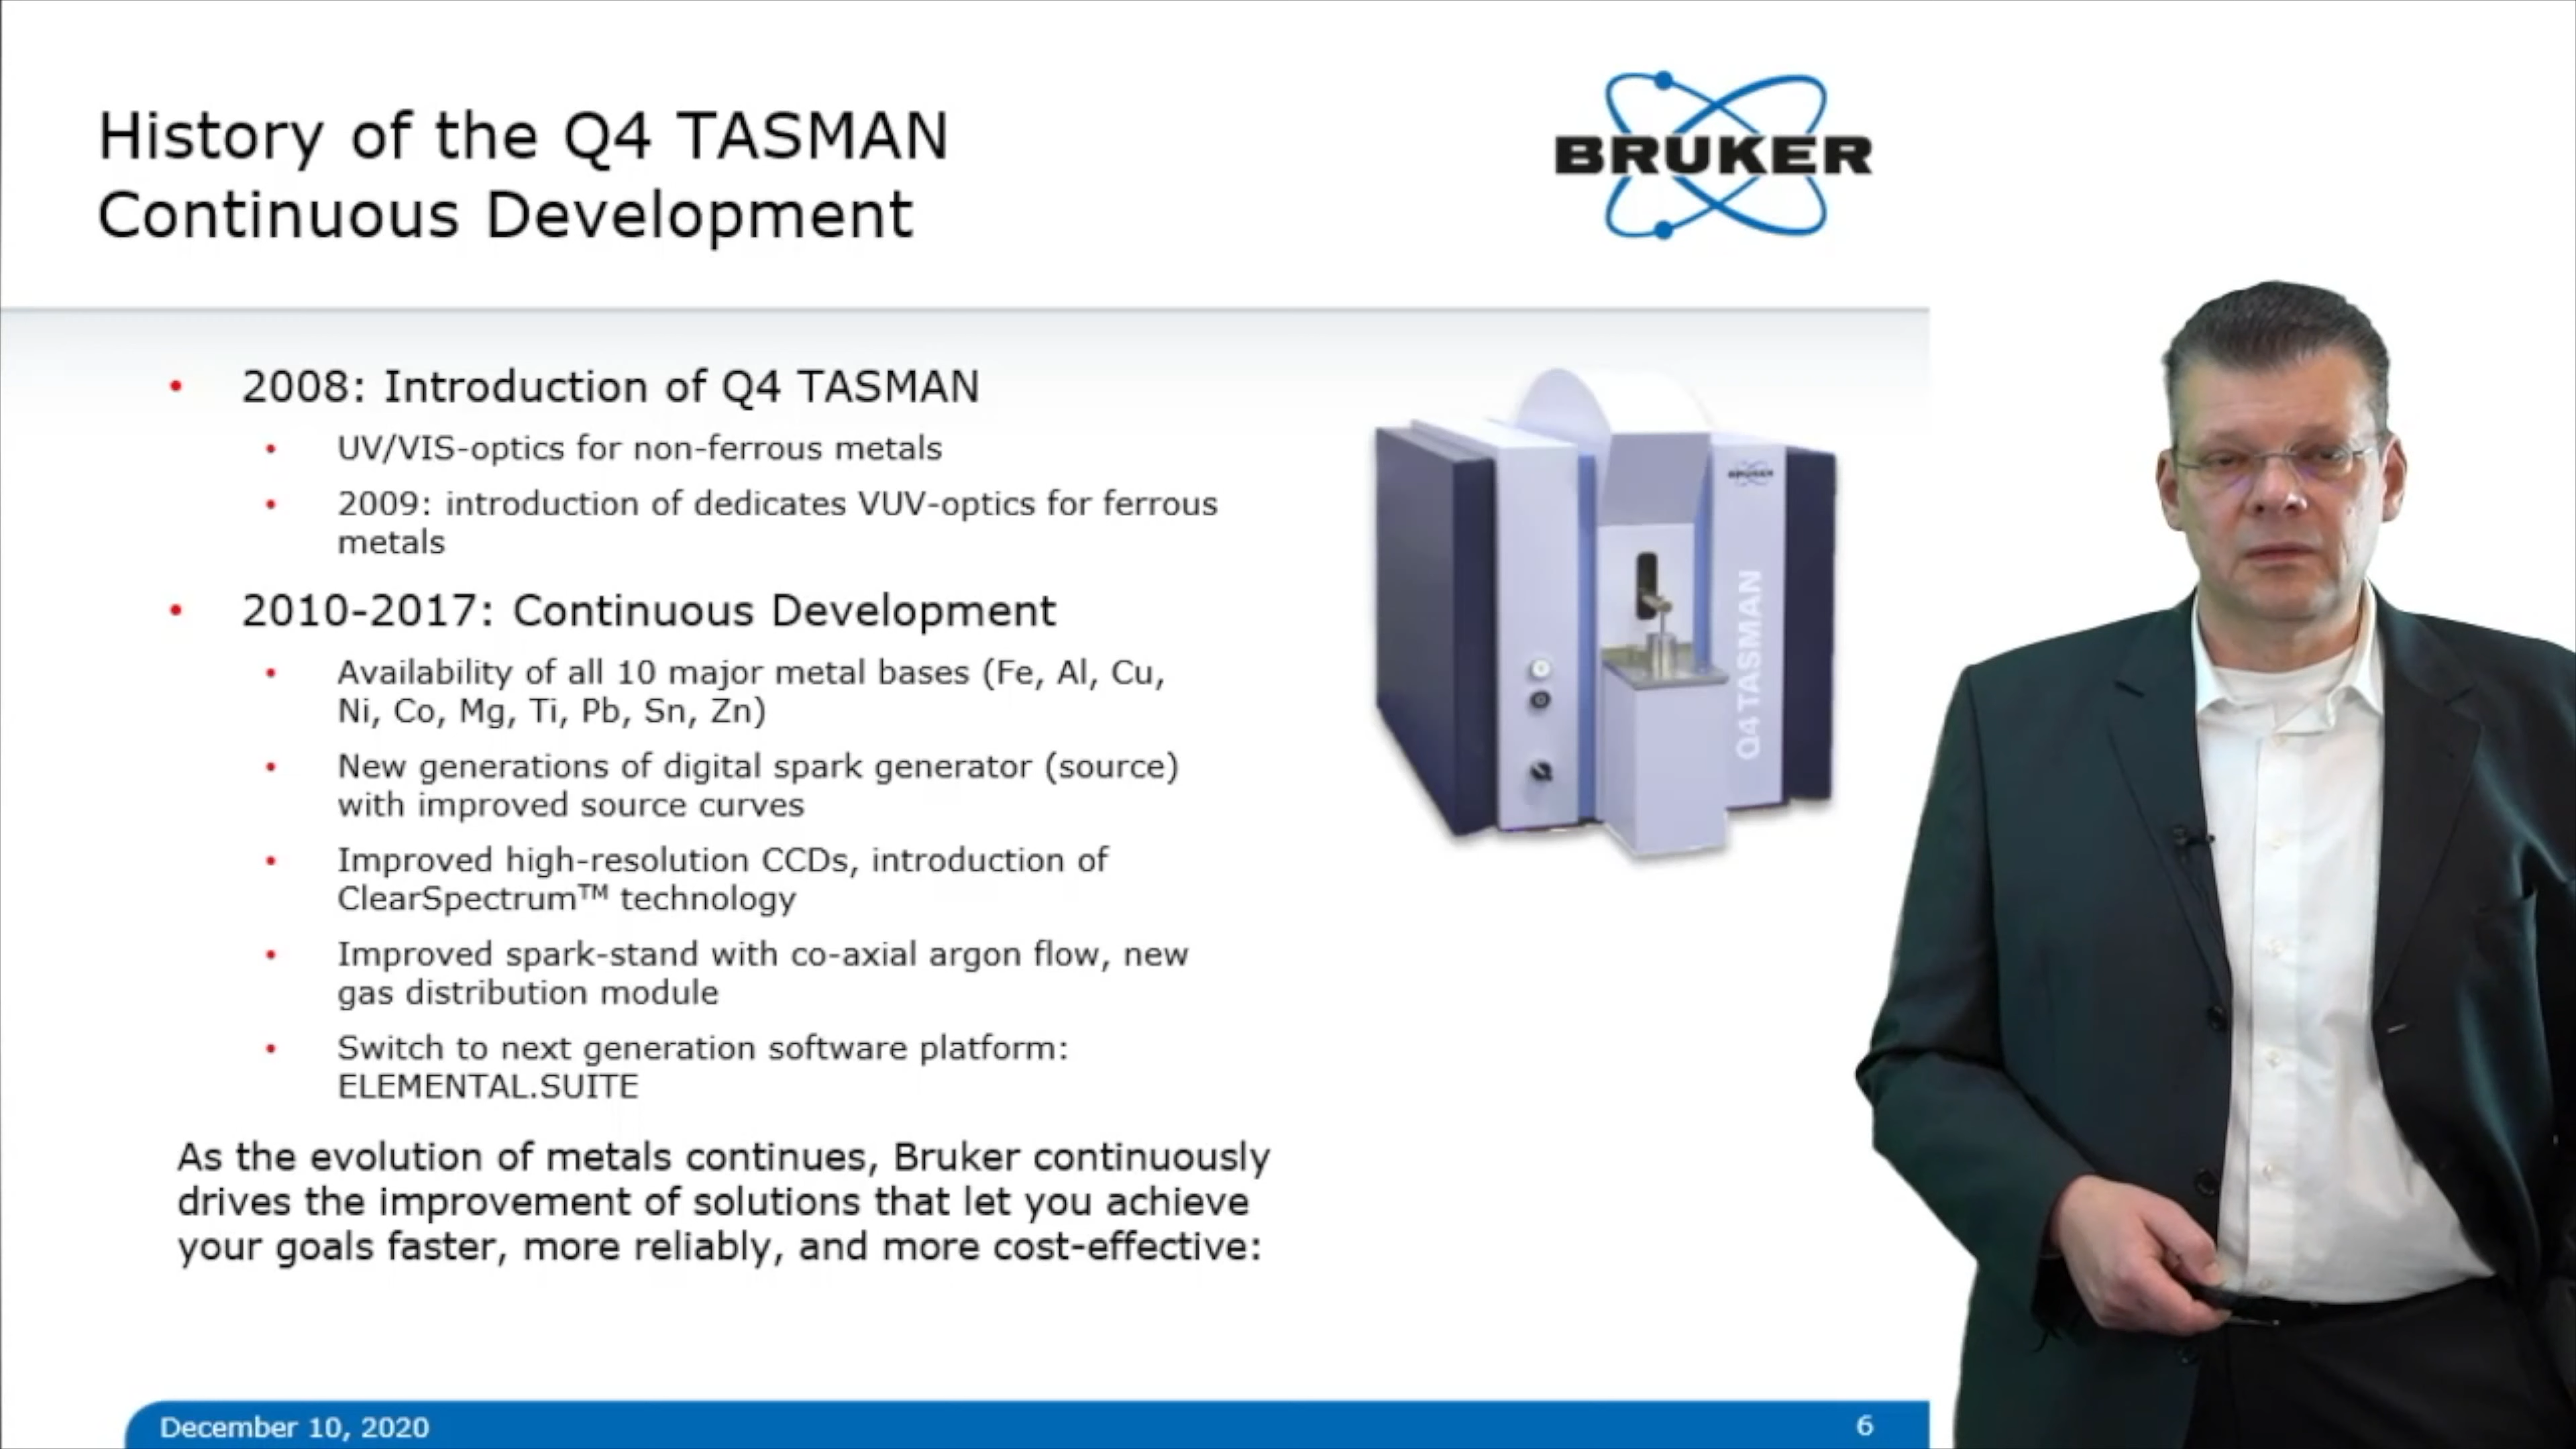 History of the Q4 TASMAN
Continuous Development
BRUKER
• 2008: Introduction of Q4 TASMAN
• UV/VIS-optics for non-ferrous metals
• 2009: introduction of dedicates VUV-optics for ferrous
metals
• 2010-2017: Continuous Development
• Availability of all 10 major metal bases (Fe, Al, Cu,
Ni, Co, Mg, Ti, Pb, Sn, Zn)
• New generations of digital spark generator (source)
with improved source curves
• Improved high-resolution CCDs, introduction of
ClearSpectrum™ technology
• Improved spark-stand with co-axial argon flow, new
gas distribution module
• Switch to next generation software platform:
ELEMENTAL.SUITE
As the evolution of metals continues, Bruker continuously
drives the improvement of solutions that let you achieve
your goals faster, more reliably, and more cost-effective:
BRUKER
Q4 TASMAN
December 10, 2020
6